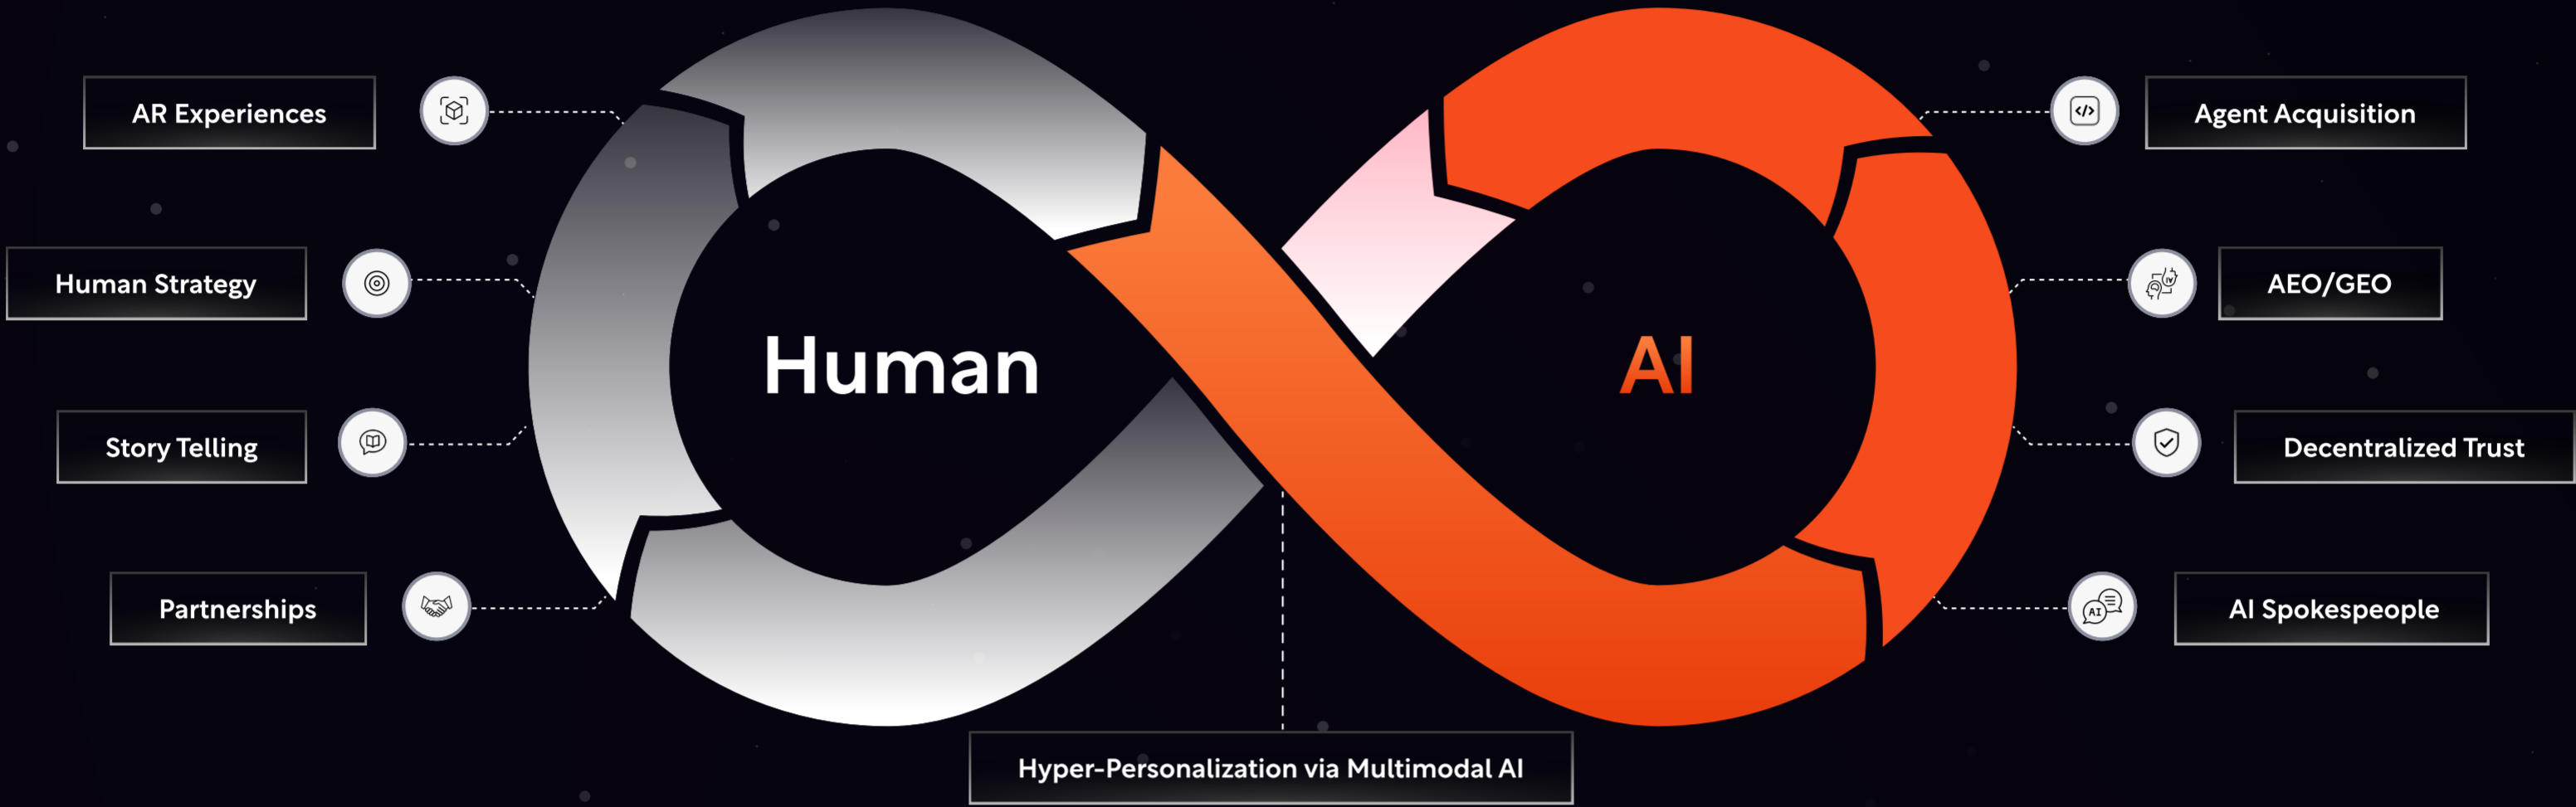 AR Experiences
Human Strategy
Story Telling
Partnerships
Human
AI
Agent Acquisition
</>
AEO/GEO
Decentralized Trust
AI
AI Spokespeople
Hyper-Personalization via Multimodal AI